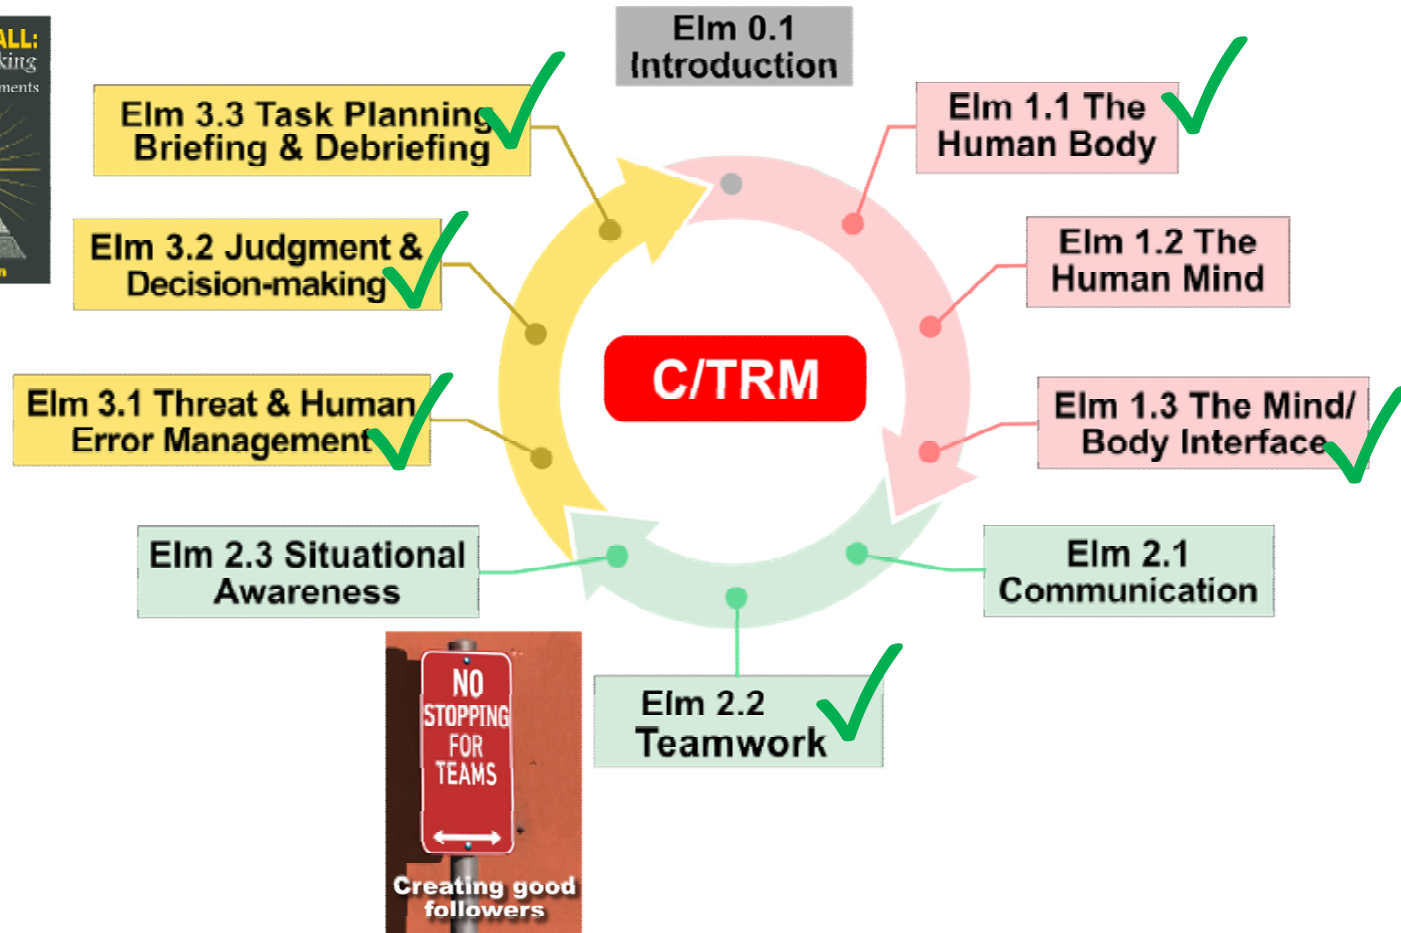 ALL:
king
ments
n
Elm 0.1
Introduction
Elm 1.1 The
Human Body
Elm 1.2 The
Human Mind
Elm 1.3 The Mind/
Body Interface
Elm 2.1
Communication
Elm 2.2
Teamwork
Elm 2.3 Situational
Awareness
Elm 3.1 Threat & Human
Error Management
Elm 3.2 Judgment &
Decision-making
Elm 3.3 Task Planning
Briefing & Debriefing
C/TRM
NO
STOPPING
FOR
TEAMS
Creating good
followers